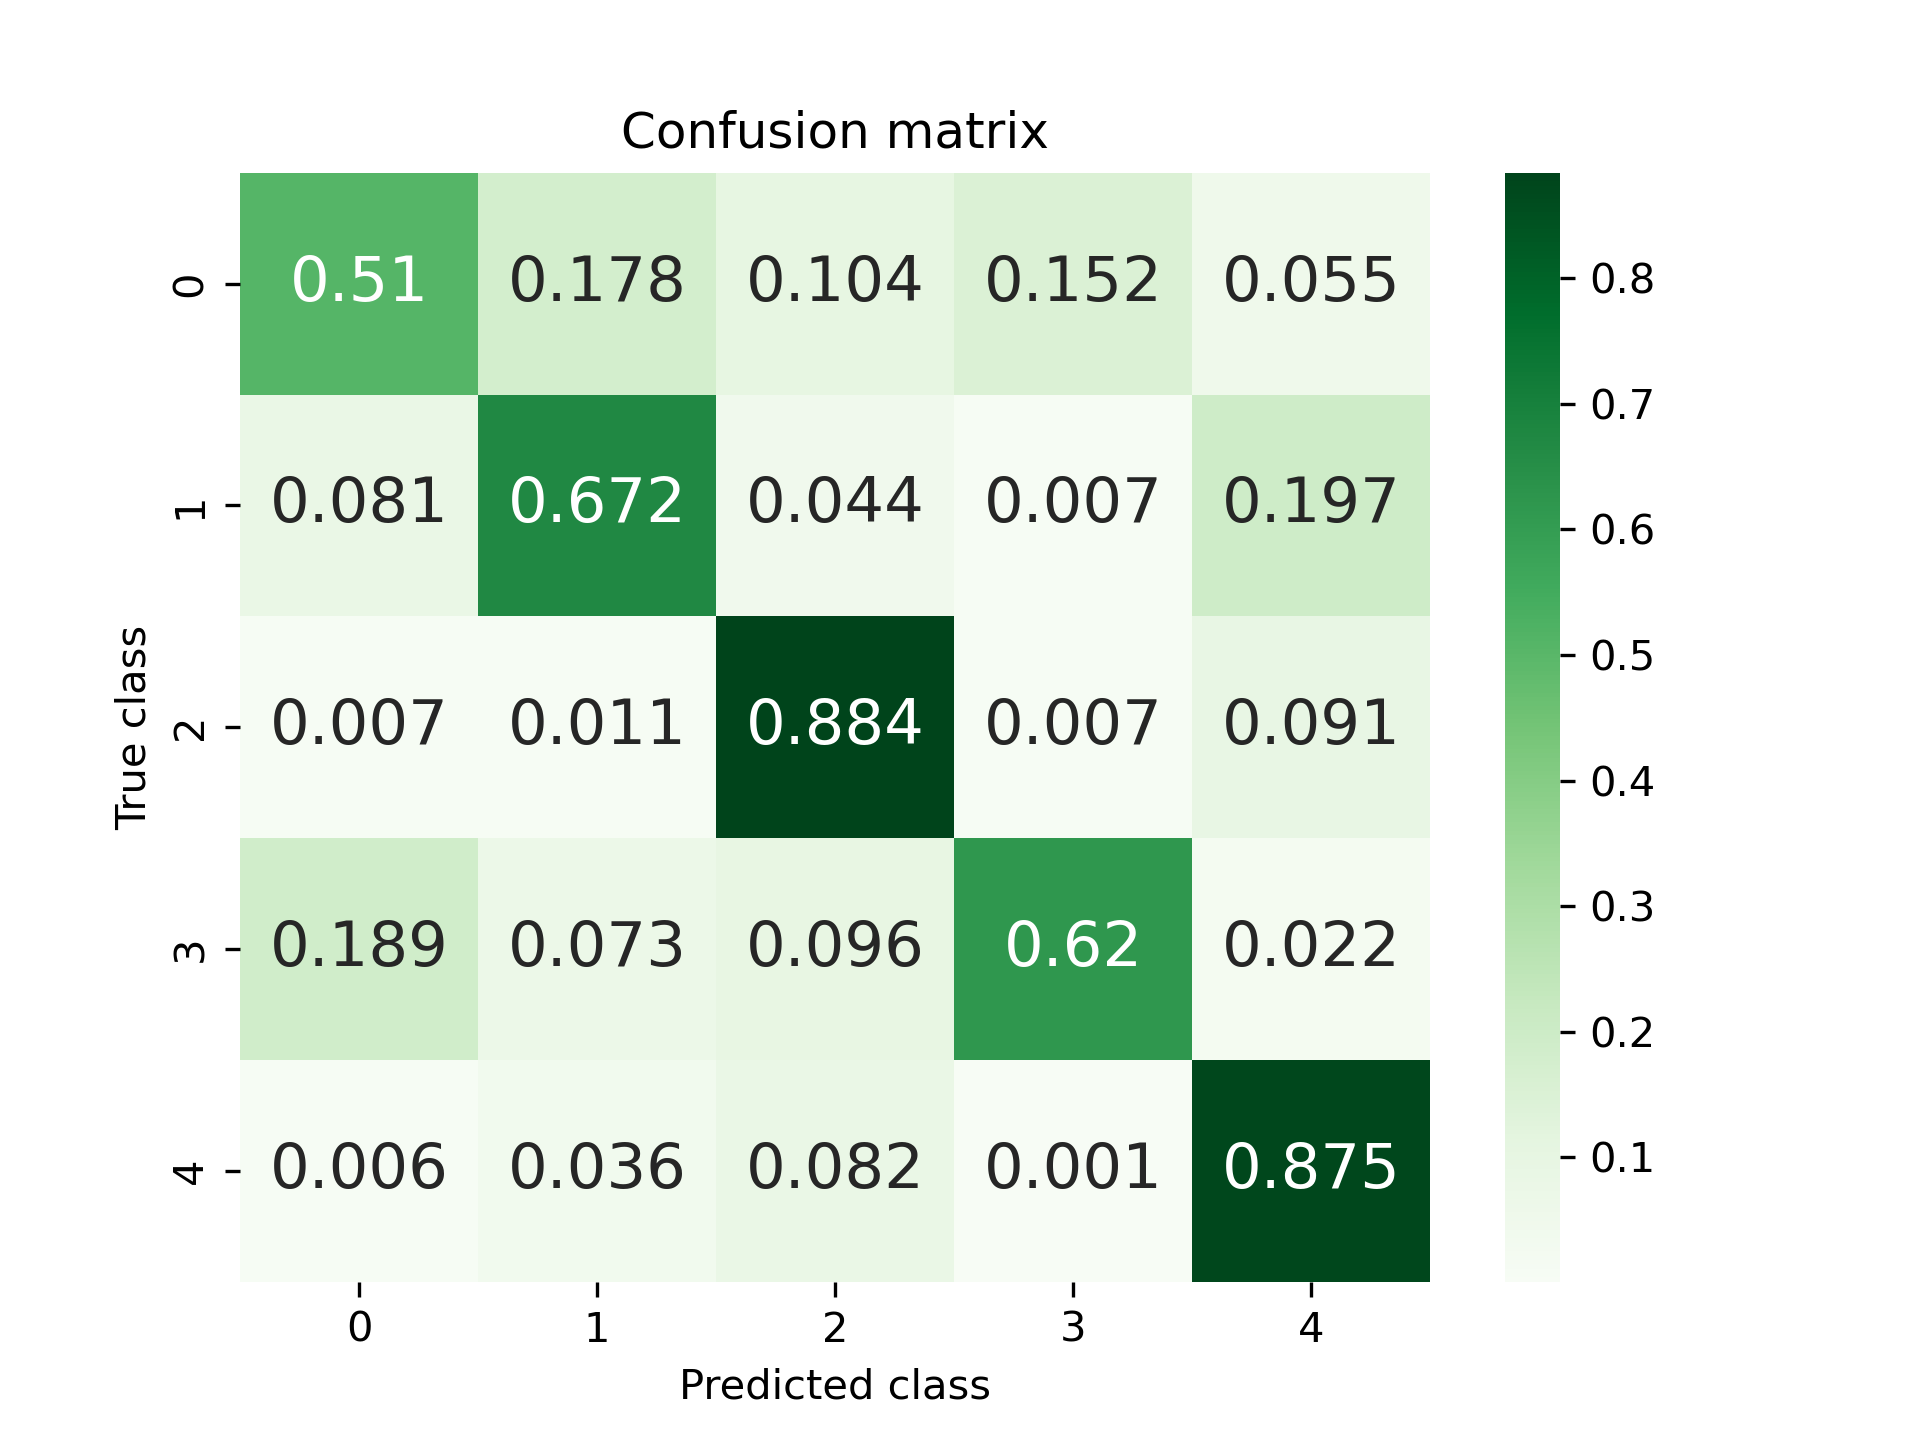 Confusion matrix
0 0.51 0.178 0.104 0.152 0.055
1 0.081 0.672 0.044 0.007 0.197
2 0.007 0.011 0.884 0.007 0.091
3 0.189 0.073 0.096 0.62 0.022
4 0.006 0.036 0.082 0.001 0.875
0 1 2 3 4
Predicted class
True class
0.8
0.7
0.6
0.5
0.4
0.3
0.2
0.1